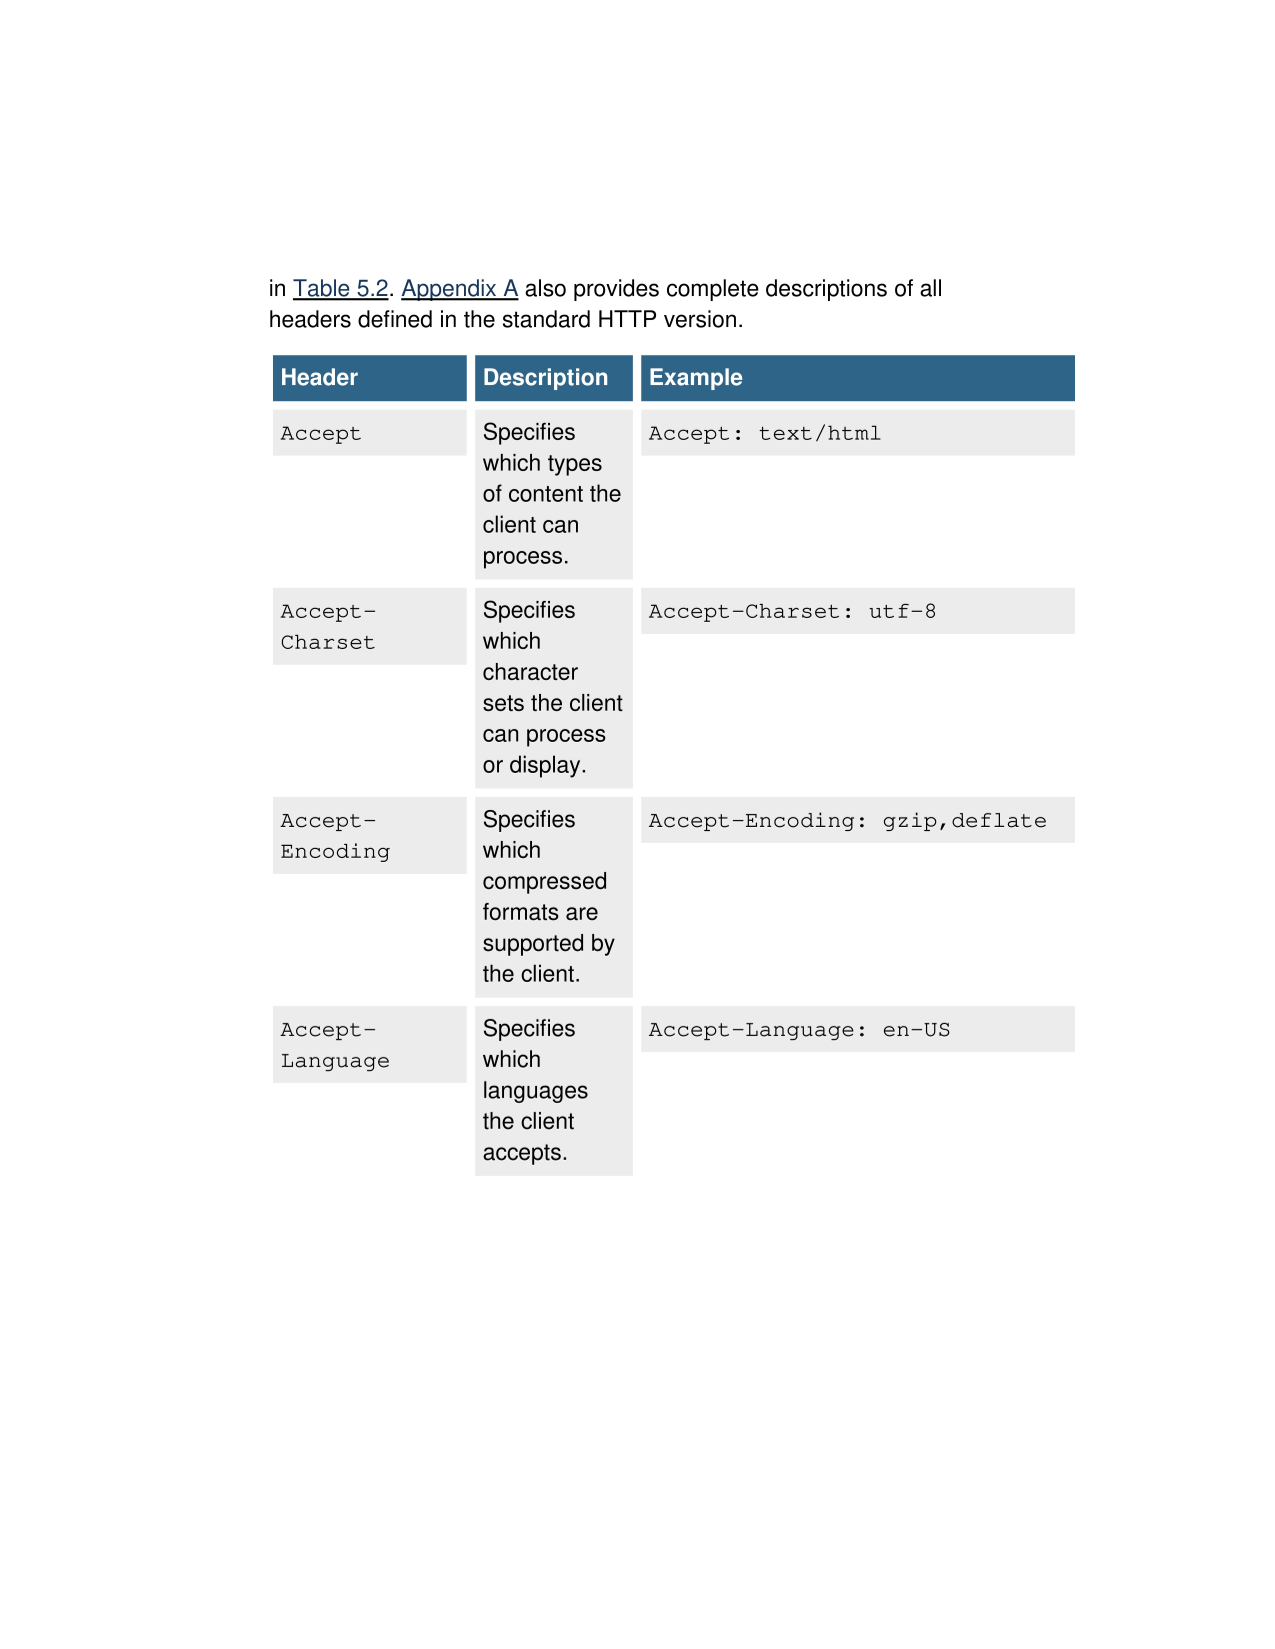 in Table 5.2. Appendix A also provides complete descriptions of all
headers defined in the standard HTTP version.
Header Description Example
Accept Specifies Accept: text/html
which types
of content the
client can
process.
Accept- Specifies Accept-Charset: utf-8
Charset which
character
sets the client
can process
or display.
Accept- Specifies Accept-Encoding: gzip,deflate
Encoding which
compressed
formats are
supported by
the client.
Accept- Specifies Accept-Language: en-US
Language which
languages
the client
accepts.